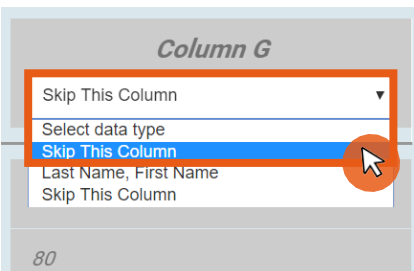 Column G
Skip This Column
Select data type
Skip This Column
Last Name, First Name
Skip This Column
80